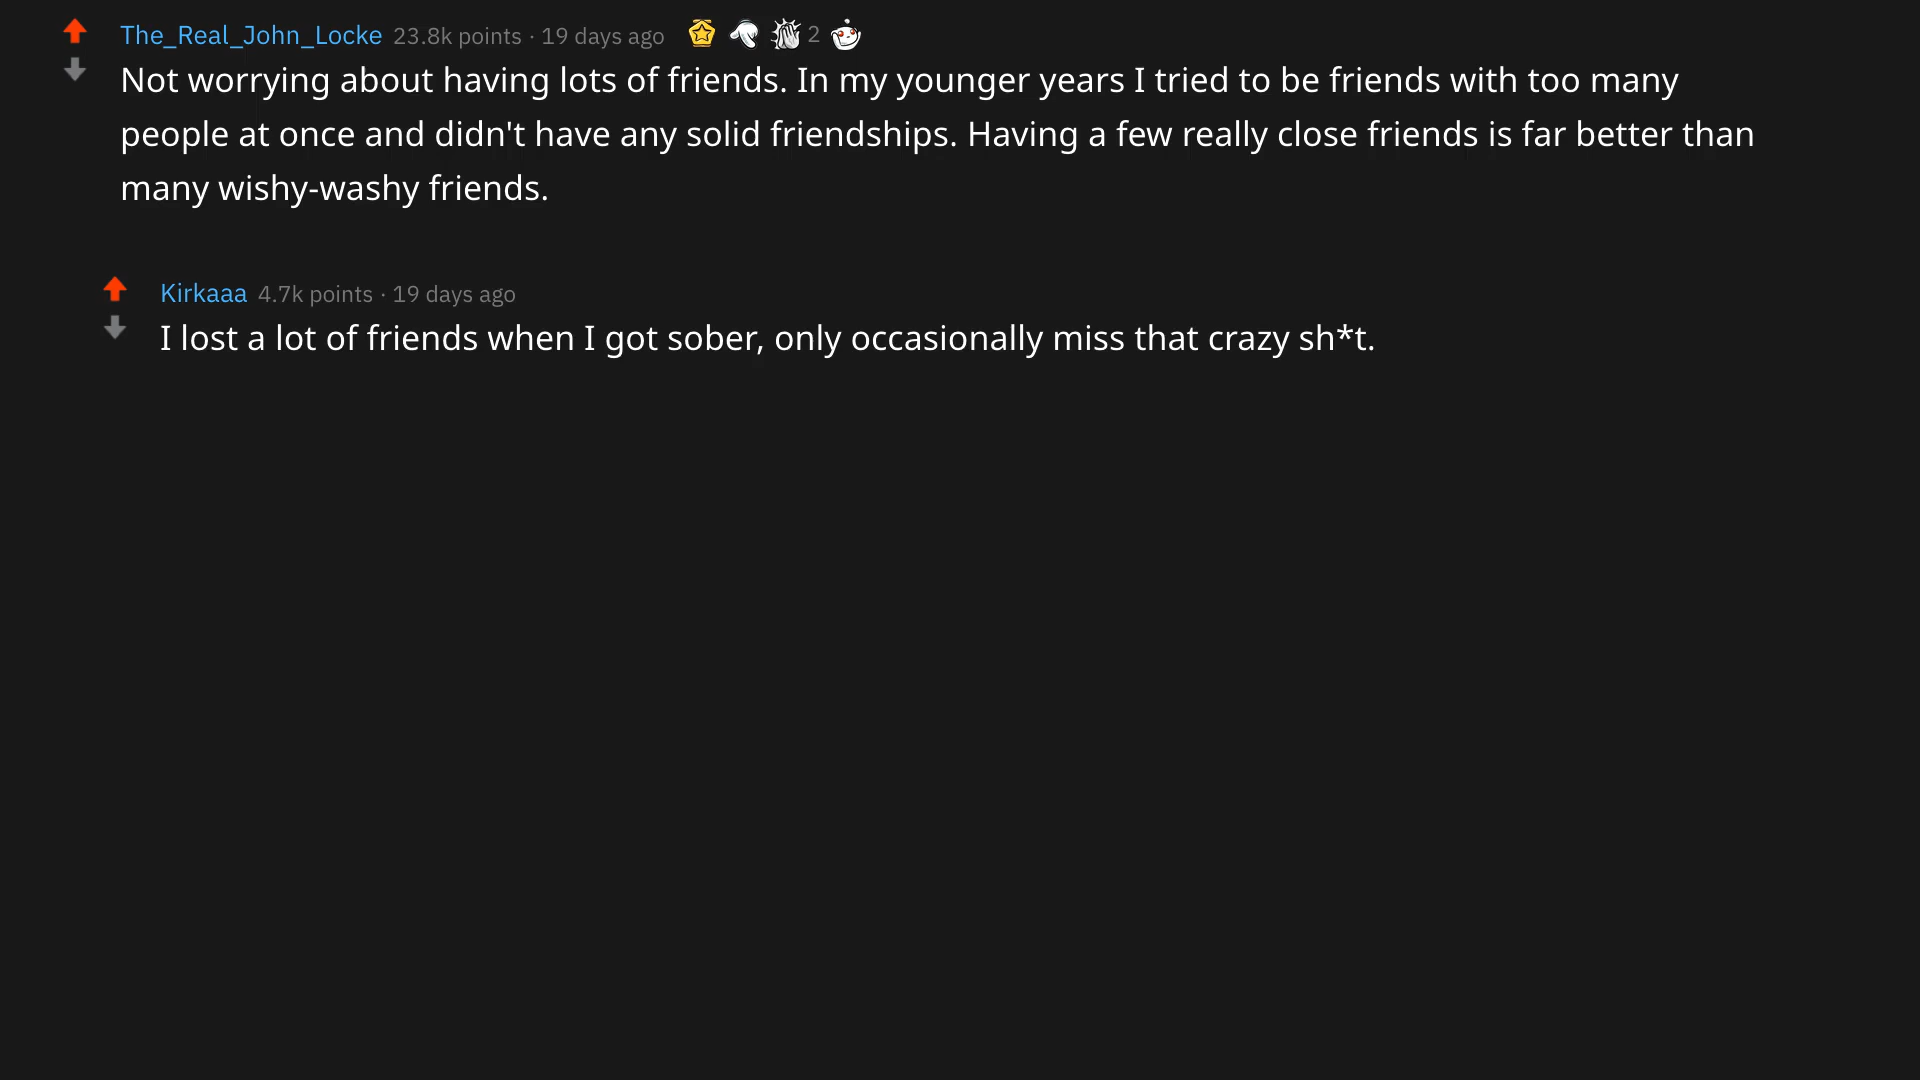 The_Real_John_Locke 23.8k points · 19 days ago 2
Not worrying about having lots of friends. In my younger years I tried to be friends with too many
people at once and didn't have any solid friendships. Having a few really close friends is far better than
many wishy-washy friends.
Kirkaaa 4.7k points · 19 days ago
I lost a lot of friends when I got sober, only occasionally miss that crazy sh*t.